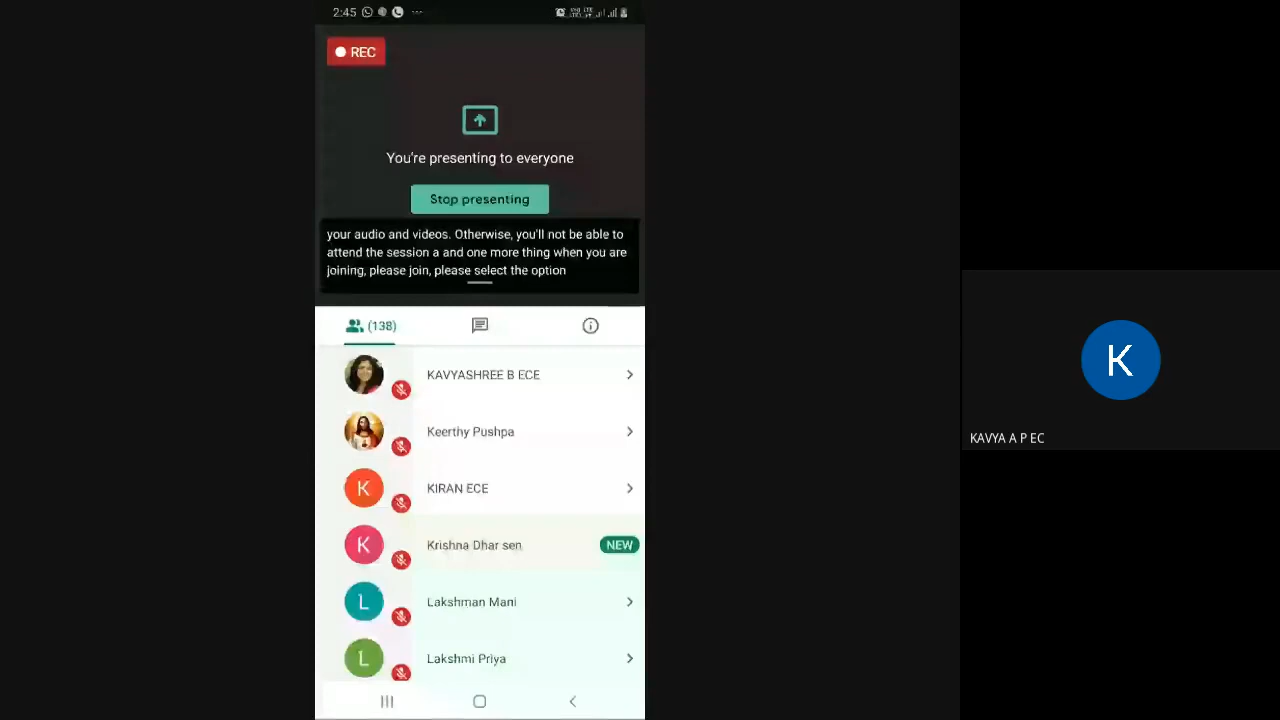 2:45
REC
You're presenting to everyone
Stop presenting
your audio and videos. Otherwise, you'll not be able to
attend the session a and one more thing when you are
joining, please join, please select the option
(138)
KAVYASHREE B ECE
Keerthy Pushpa
K
KIRAN ECE
K
Krishna Dhar sen
NEW
L
Lakshman Mani
L
Lakshmi Priya
K
KAVYA A P EC